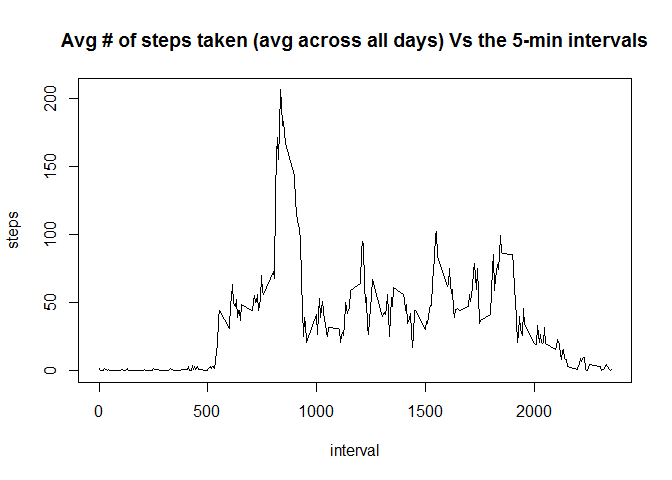 Avg # of steps taken (avg across all days) Vs the 5-min intervals
steps
200
150
100
50
0
0 500 1000 1500 2000
interval